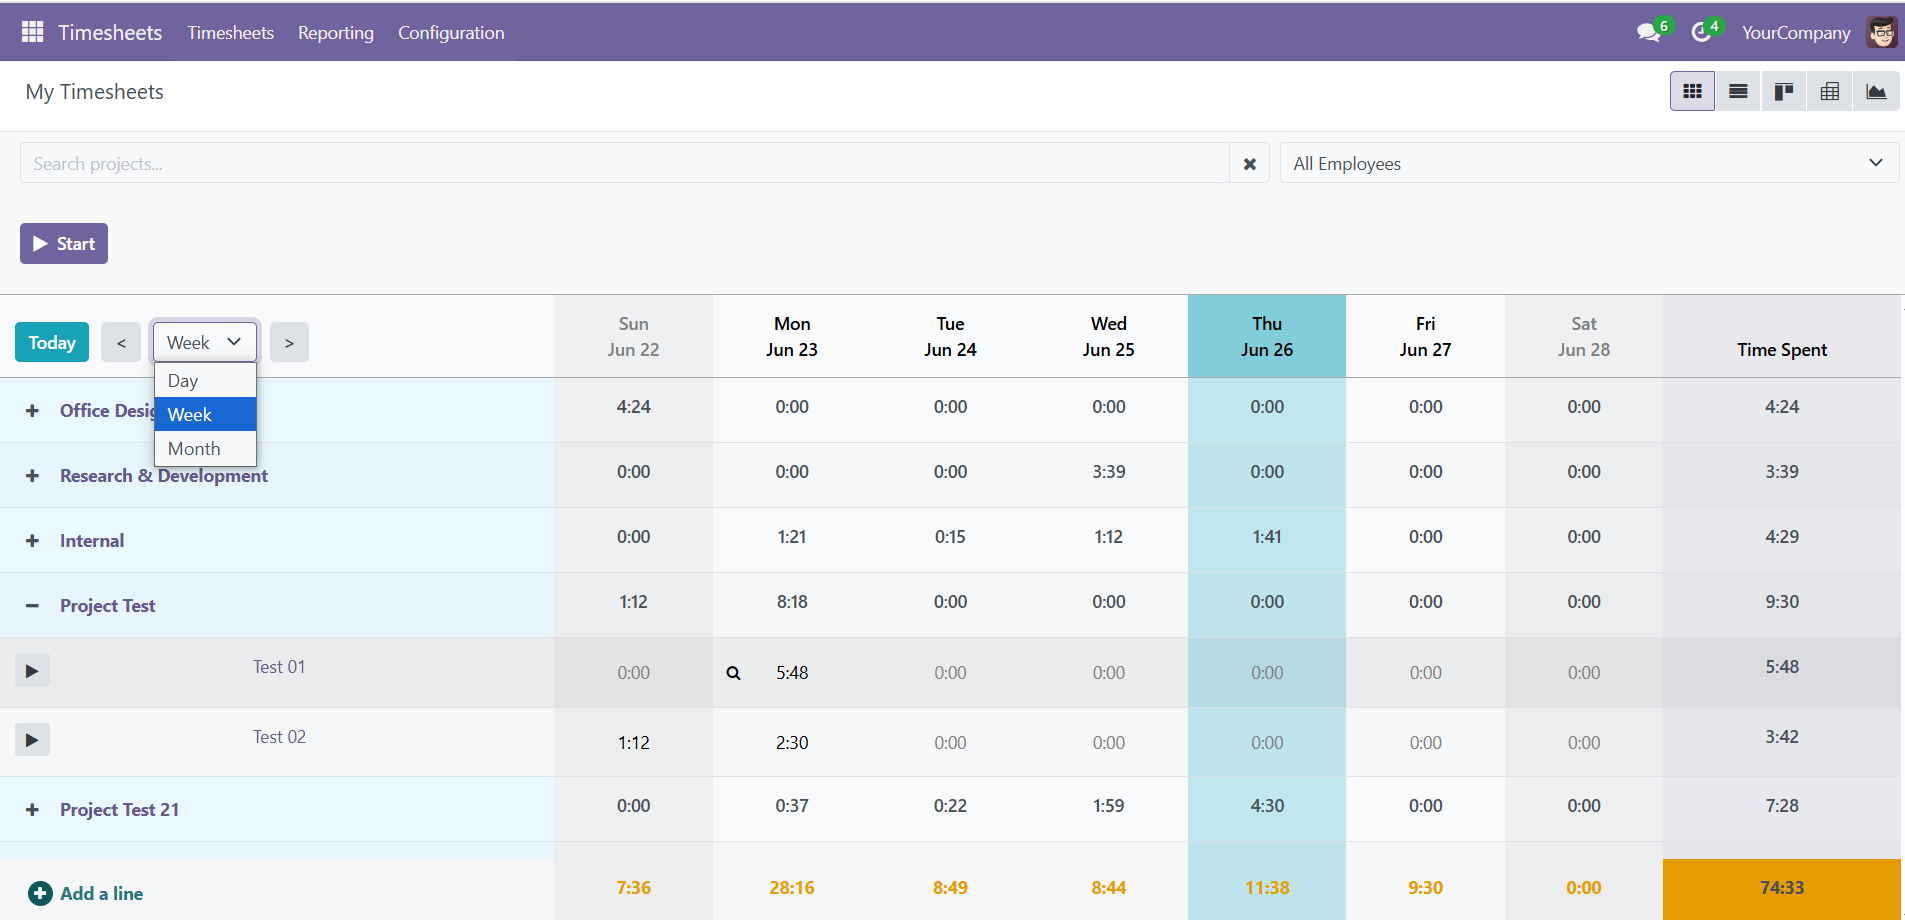 Timesheets Timesheets Reporting Configuration 6 4 YourCompany
My Timesheets
Search projects... All Employees
Start
Today < Week >
Day
Week
Month
Sun Mon Tue Wed Thu Fri Sat
Jun 22 Jun 23 Jun 24 Jun 25 Jun 26 Jun 27 Jun 28 Time Spent
Office 4:24 0:00 0:00 0:00 0:00 0:00 0:00 4:24
Research & Development 0:00 0:00 0:00 3:39 0:00 0:00 0:00 3:39
Internal 0:00 1:21 0:15 1:12 1:41 0:00 0:00 4:29
Project Test 1:12 8:18 0:00 0:00 0:00 0:00 0:00 9:30
Test 01 0:00 5:48 0:00 0:00 0:00 0:00 0:00 5:48
Test 02 1:12 2:30 0:00 0:00 0:00 0:00 0:00 3:42
Project Test 21 0:00 0:37 0:22 1:59 4:30 0:00 0:00 7:28
Add a line 7:36 28:16 8:49 8:44 11:38 9:30 0:00 74:33